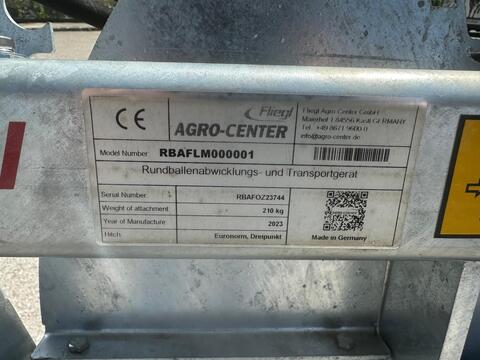 CE
Fliegl
AGRO-CENTER
Fliegl Agro-Center GmbH
Maierhof 1,84556 Kastl GERMANY
Tel. +49 8671 9600-0
info@agro-center.de
Model Number: RBAFLM000001
Rundballenabwicklungs- und Transportgerät
Serial Number: RBAFOZ23744
Weight of attachment 210 kg
Year of Manufacture 2023
Hitch Euronorm, Dreipunkt
Made in Germany